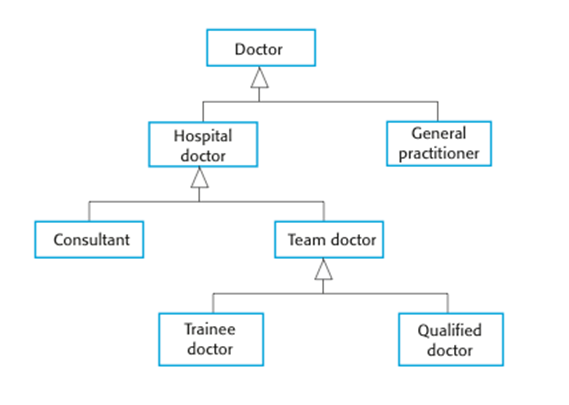 Doctor
Hospital
doctor
General
practitioner
Consultant
Team doctor
Trainee
doctor
Qualified
doctor